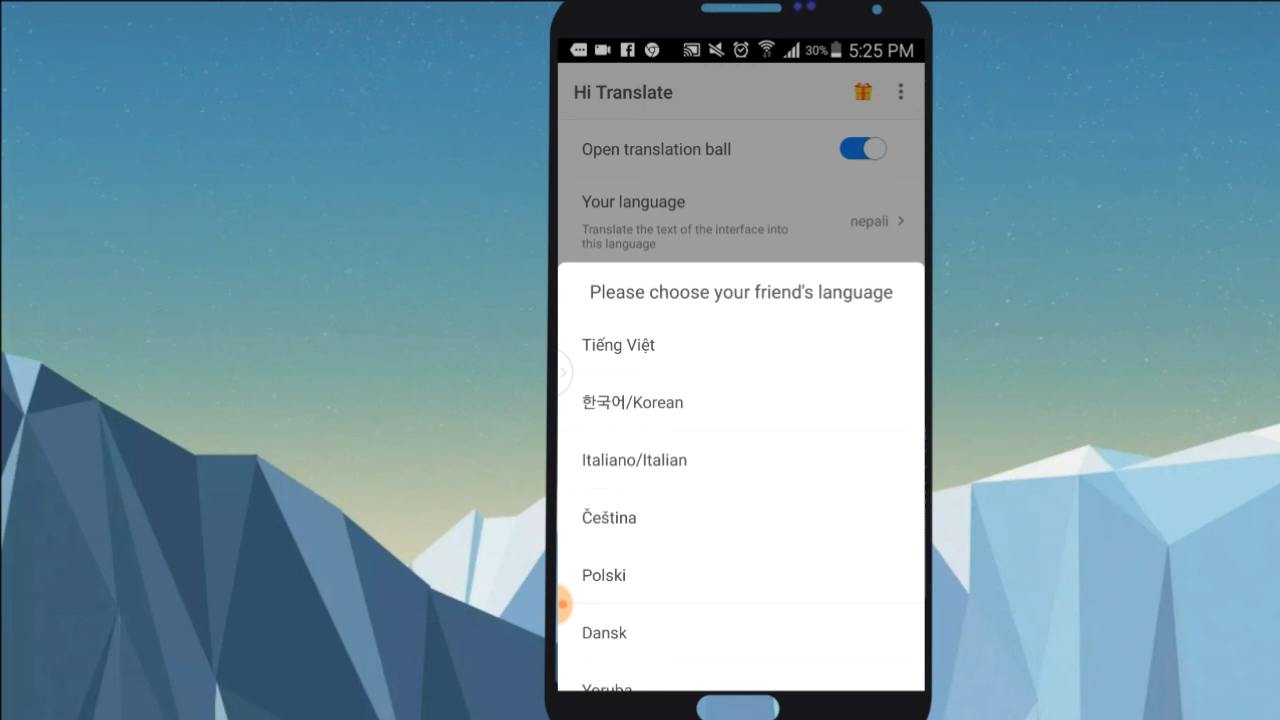 30% 5:25 PM
Hi Translate
Open translation ball
Your language
Translate the text of the interface into
this language
nepali
Please choose your friend's language
Tiếng Việt
한국어/Korean
Italiano/Italian
Čeština
Polski
Dansk
Yoruba